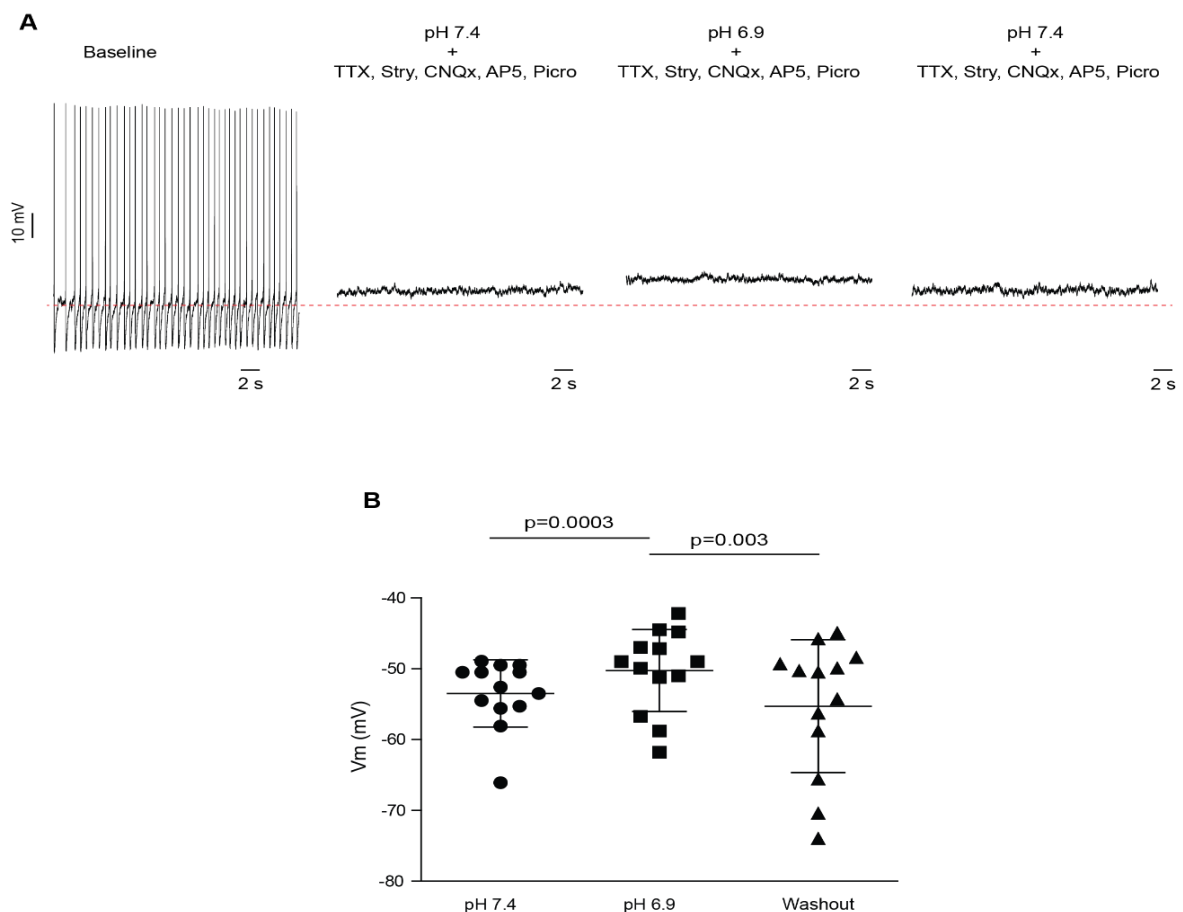 A
Baseline
pH 7.4
+
TTX, Stry, CNQx, AP5, Picro
pH 6.9
+
TTX, Stry, CNQx, AP5, Picro
pH 7.4
+
TTX, Stry, CNQx, AP5, Picro
10 mV
2 s
2 s
2 s
2 s
B
p=0.0003
p=0.003
Vm (mV)
-40
-50
-60
-70
-80
pH 7.4
pH 6.9
Washout